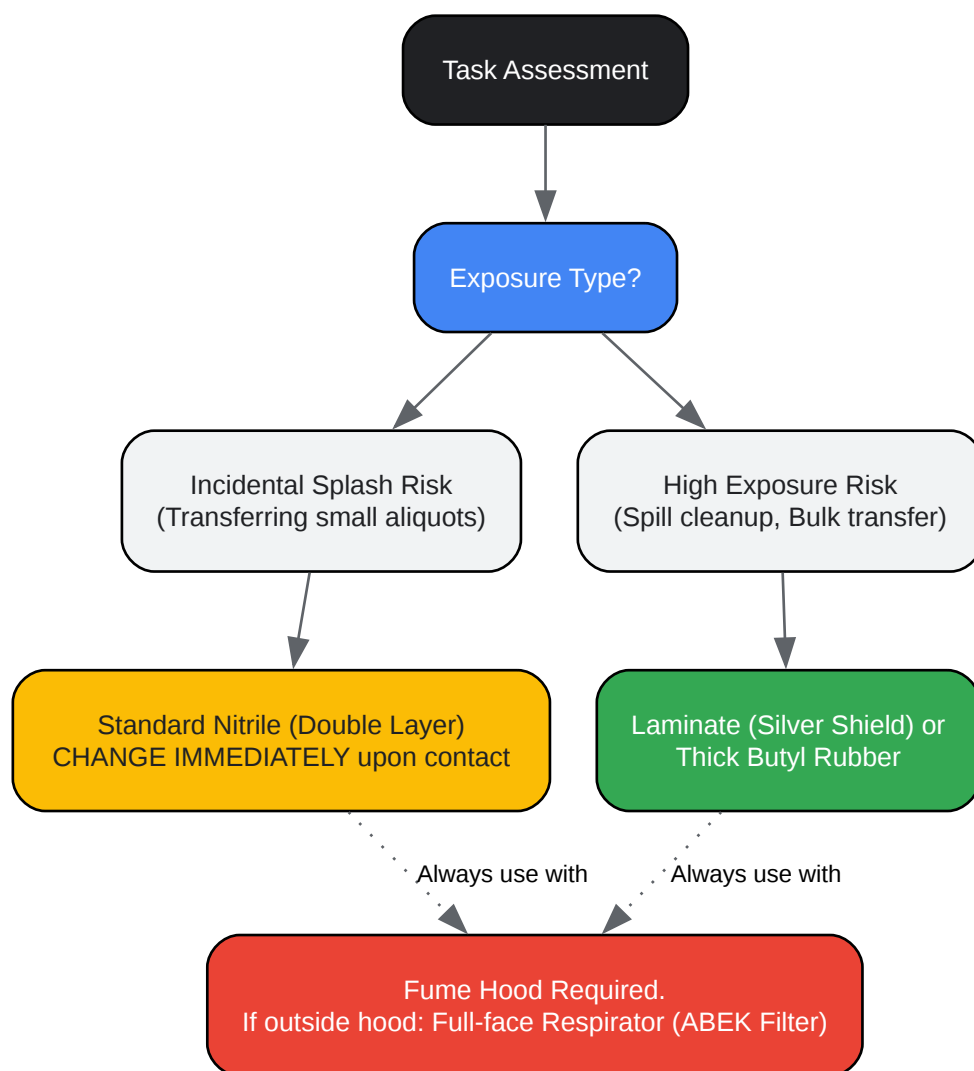 Task Assessment
Exposure Type?
Incidental Splash Risk
(Transferring small aliquots)
High Exposure Risk
(Spill cleanup, Bulk transfer)
Standard Nitrile (Double Layer)
CHANGE IMMEDIATELY upon contact
Laminate (Silver Shield) or
Thick Butyl Rubber
Always use with
Always use with
Fume Hood Required.
If outside hood: Full-face Respirator (ABEK Filter)